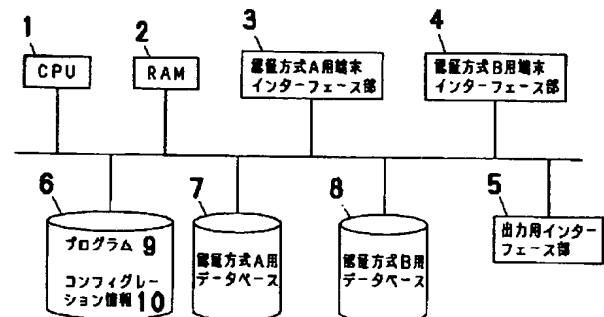 1
2
3
4
CPU
RAM
認証方式A用端末
インターフェース部
認証方式B用端末
インターフェース部
6
7
8
5
プログラム 9
コンフィグレー
ション情報 10
認証方式A用
データベース
認証方式B用
データベース
出力用インター
フェース部